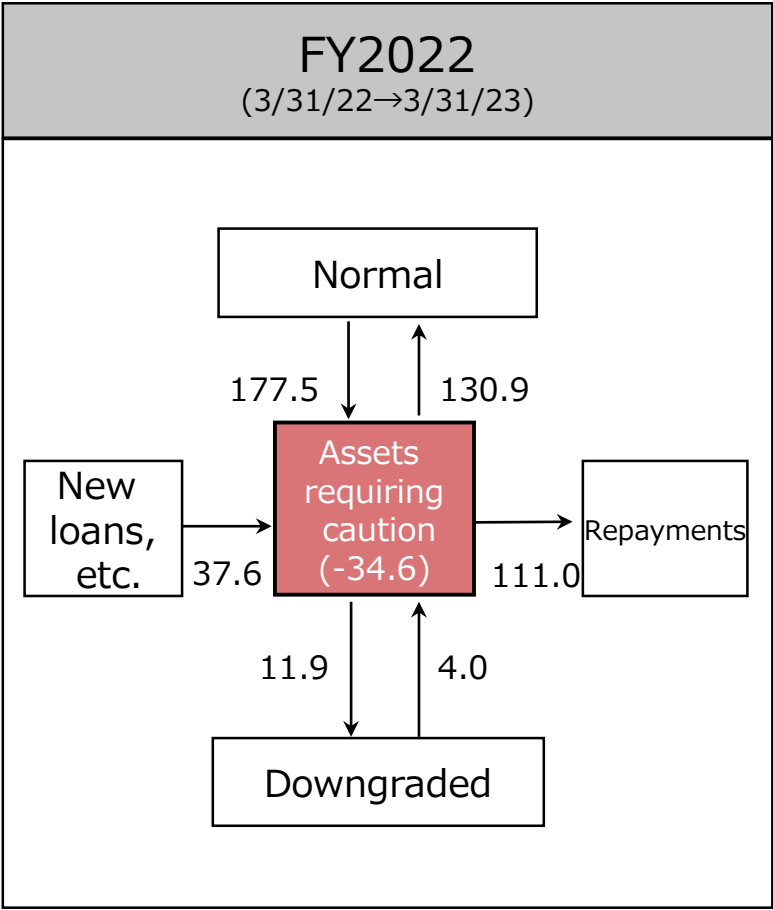 FY2022
(3/31/22→3/31/23)
Normal
177.5
130.9
New
loans,
etc.
37.6
Assets
requiring
caution
(-34.6)
111.0
Repayments
11.9
4.0
Downgraded